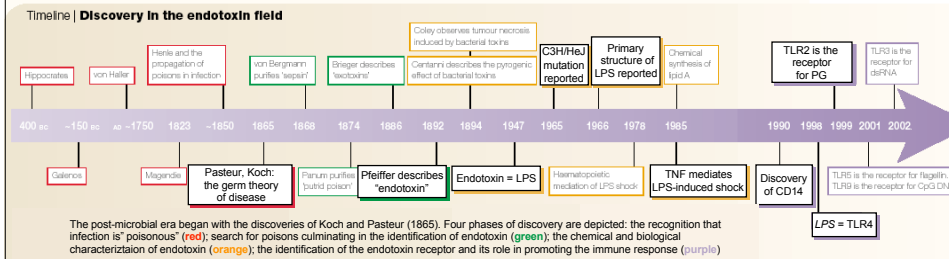 Timeline | Discovery in the endotoxin field
Coley observes tumour necrosis
induced by bacterial toxins
Henle and the
propagation of
poisons in infection
C3H/HeJ
mutation
reported
Primary
structure of
LPS reported
Chemical
synthesis of
lipid A
TLR2 is the
receptor
for PG
TLR3 is the
receptor for
dsRNA
Hippocrates
von Haller
von Bergmann
purifies 'sepsin'
Brieger describes
'exotoxins'
Centanni describes the pyrogenic
effect of bacterial toxins
400 BC ~150 BC AD ~1750 1823 ~1850 1865 1868 1874 1886 1892 1894 1947 1965 1966 1978 1985 1990 1998 1999 2001 2002
Galenos
Magendie
Pasteur, Koch:
the germ theory
of disease
Panum purifies
'putrid poison'
Pfeiffer describes
"endotoxin"
Endotoxin = LPS
Haematopoietic
mediation of LPS shock
TNF mediates
LPS-induced shock
Discovery
of CD14
TLR5 is the receptor for flagellin,
TLR9 is the receptor for CpG DN
LPS = TLR4
The post-microbial era began with the discoveries of Koch and Pasteur (1865). Four phases of discovery are depicted: the recognition that
infection is" poisonous" (red); search for poisons culminating in the identification of endotoxin (green); the chemical and biological
characteriztaion of endotoxin (orange); the identification of the endotoxin receptor and its role in promoting the immune response (purple)